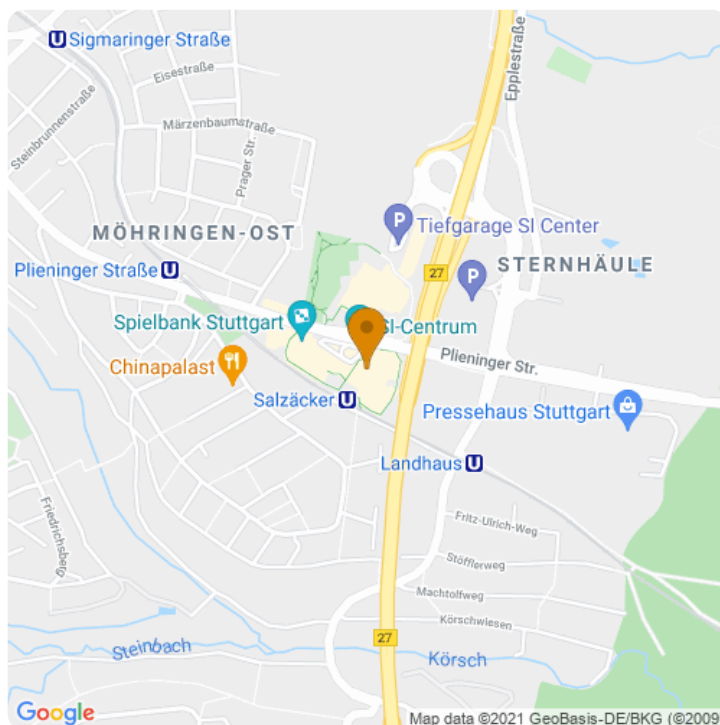 Sigmaringer Straße
Eisestraße
Epplestraße
Steinbrunnenstraße
Märzenbaumstraße
Prager Str.
MÖHRINGEN-OST
Tiefgarage SI Center
Plieninger Straße
27
STERNHÄULE
Spielbank Stuttgart
SI-Centrum
Plieninger Str.
Chinapalast
Salzäcker
Pressehaus Stuttgart
Landhaus
Friedrichsberg
Fritz-Ulrich-Weg
Stöfflerweg
Machtolfweg
Körschwiesen
27
Steinbach
Körsch
Google
Map data ©2021 GeoBasis-DE/BKG (©2009